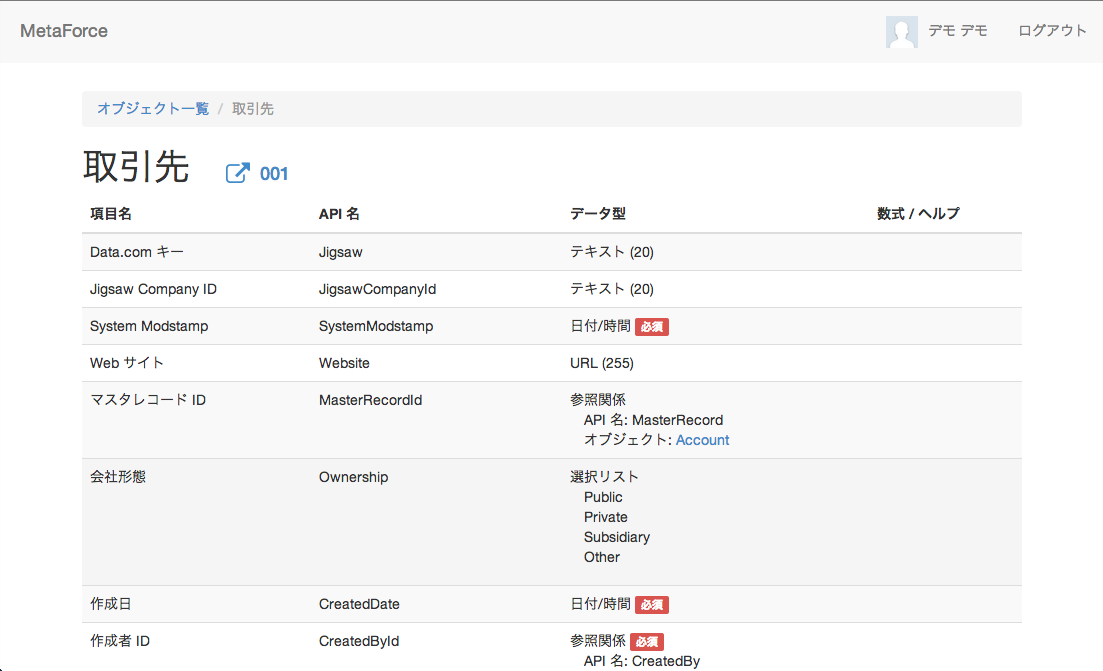 MetaForce デモ デモ ログアウト
オブジェクト一覧 / 取引先
取引先 001
項目名 API 名 データ型 数式 / ヘルプ
Data.com キー Jigsaw テキスト (20)
Jigsaw Company ID JigsawCompanyId テキスト (20)
System Modstamp SystemModstamp 日付/時間 必須
Web サイト Website URL (255)
マスタレコード ID MasterRecordId 参照関係
API 名: MasterRecord
オブジェクト: Account
会社形態 Ownership 選択リスト
Public
Private
Subsidiary
Other
作成日 CreatedDate 日付/時間 必須
作成者 ID CreatedById 参照関係 必須
API 名: CreatedBy